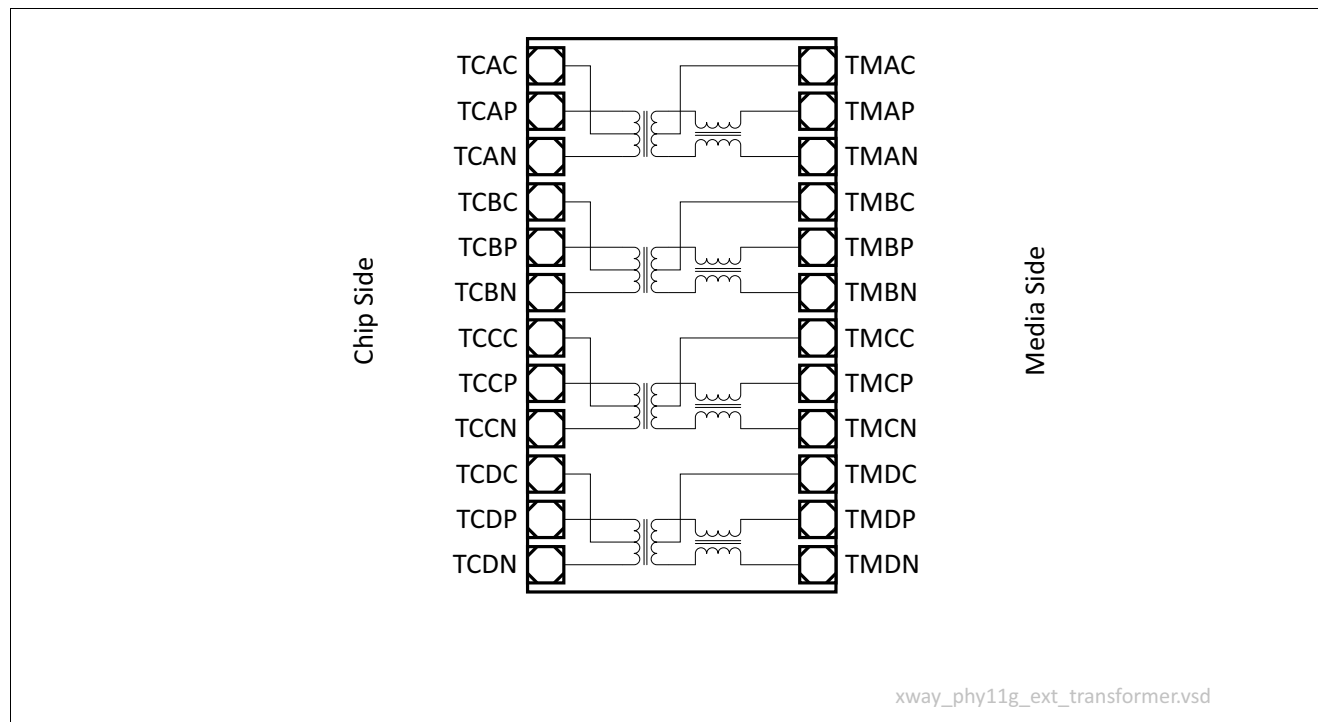 TCAC
TMAC
TCAP
TMAP
TCAN
TMAN
TCBC
TMBC
TCBP
TMBP
TCBN
TMBN
Chip Side
Media Side
TCCC
TMCC
TCCP
TMCP
TCCN
TMCN
TCDC
TMDC
TCDP
TMDP
TCDN
TMDN
xway_phy11g_ext_transformer.vsd